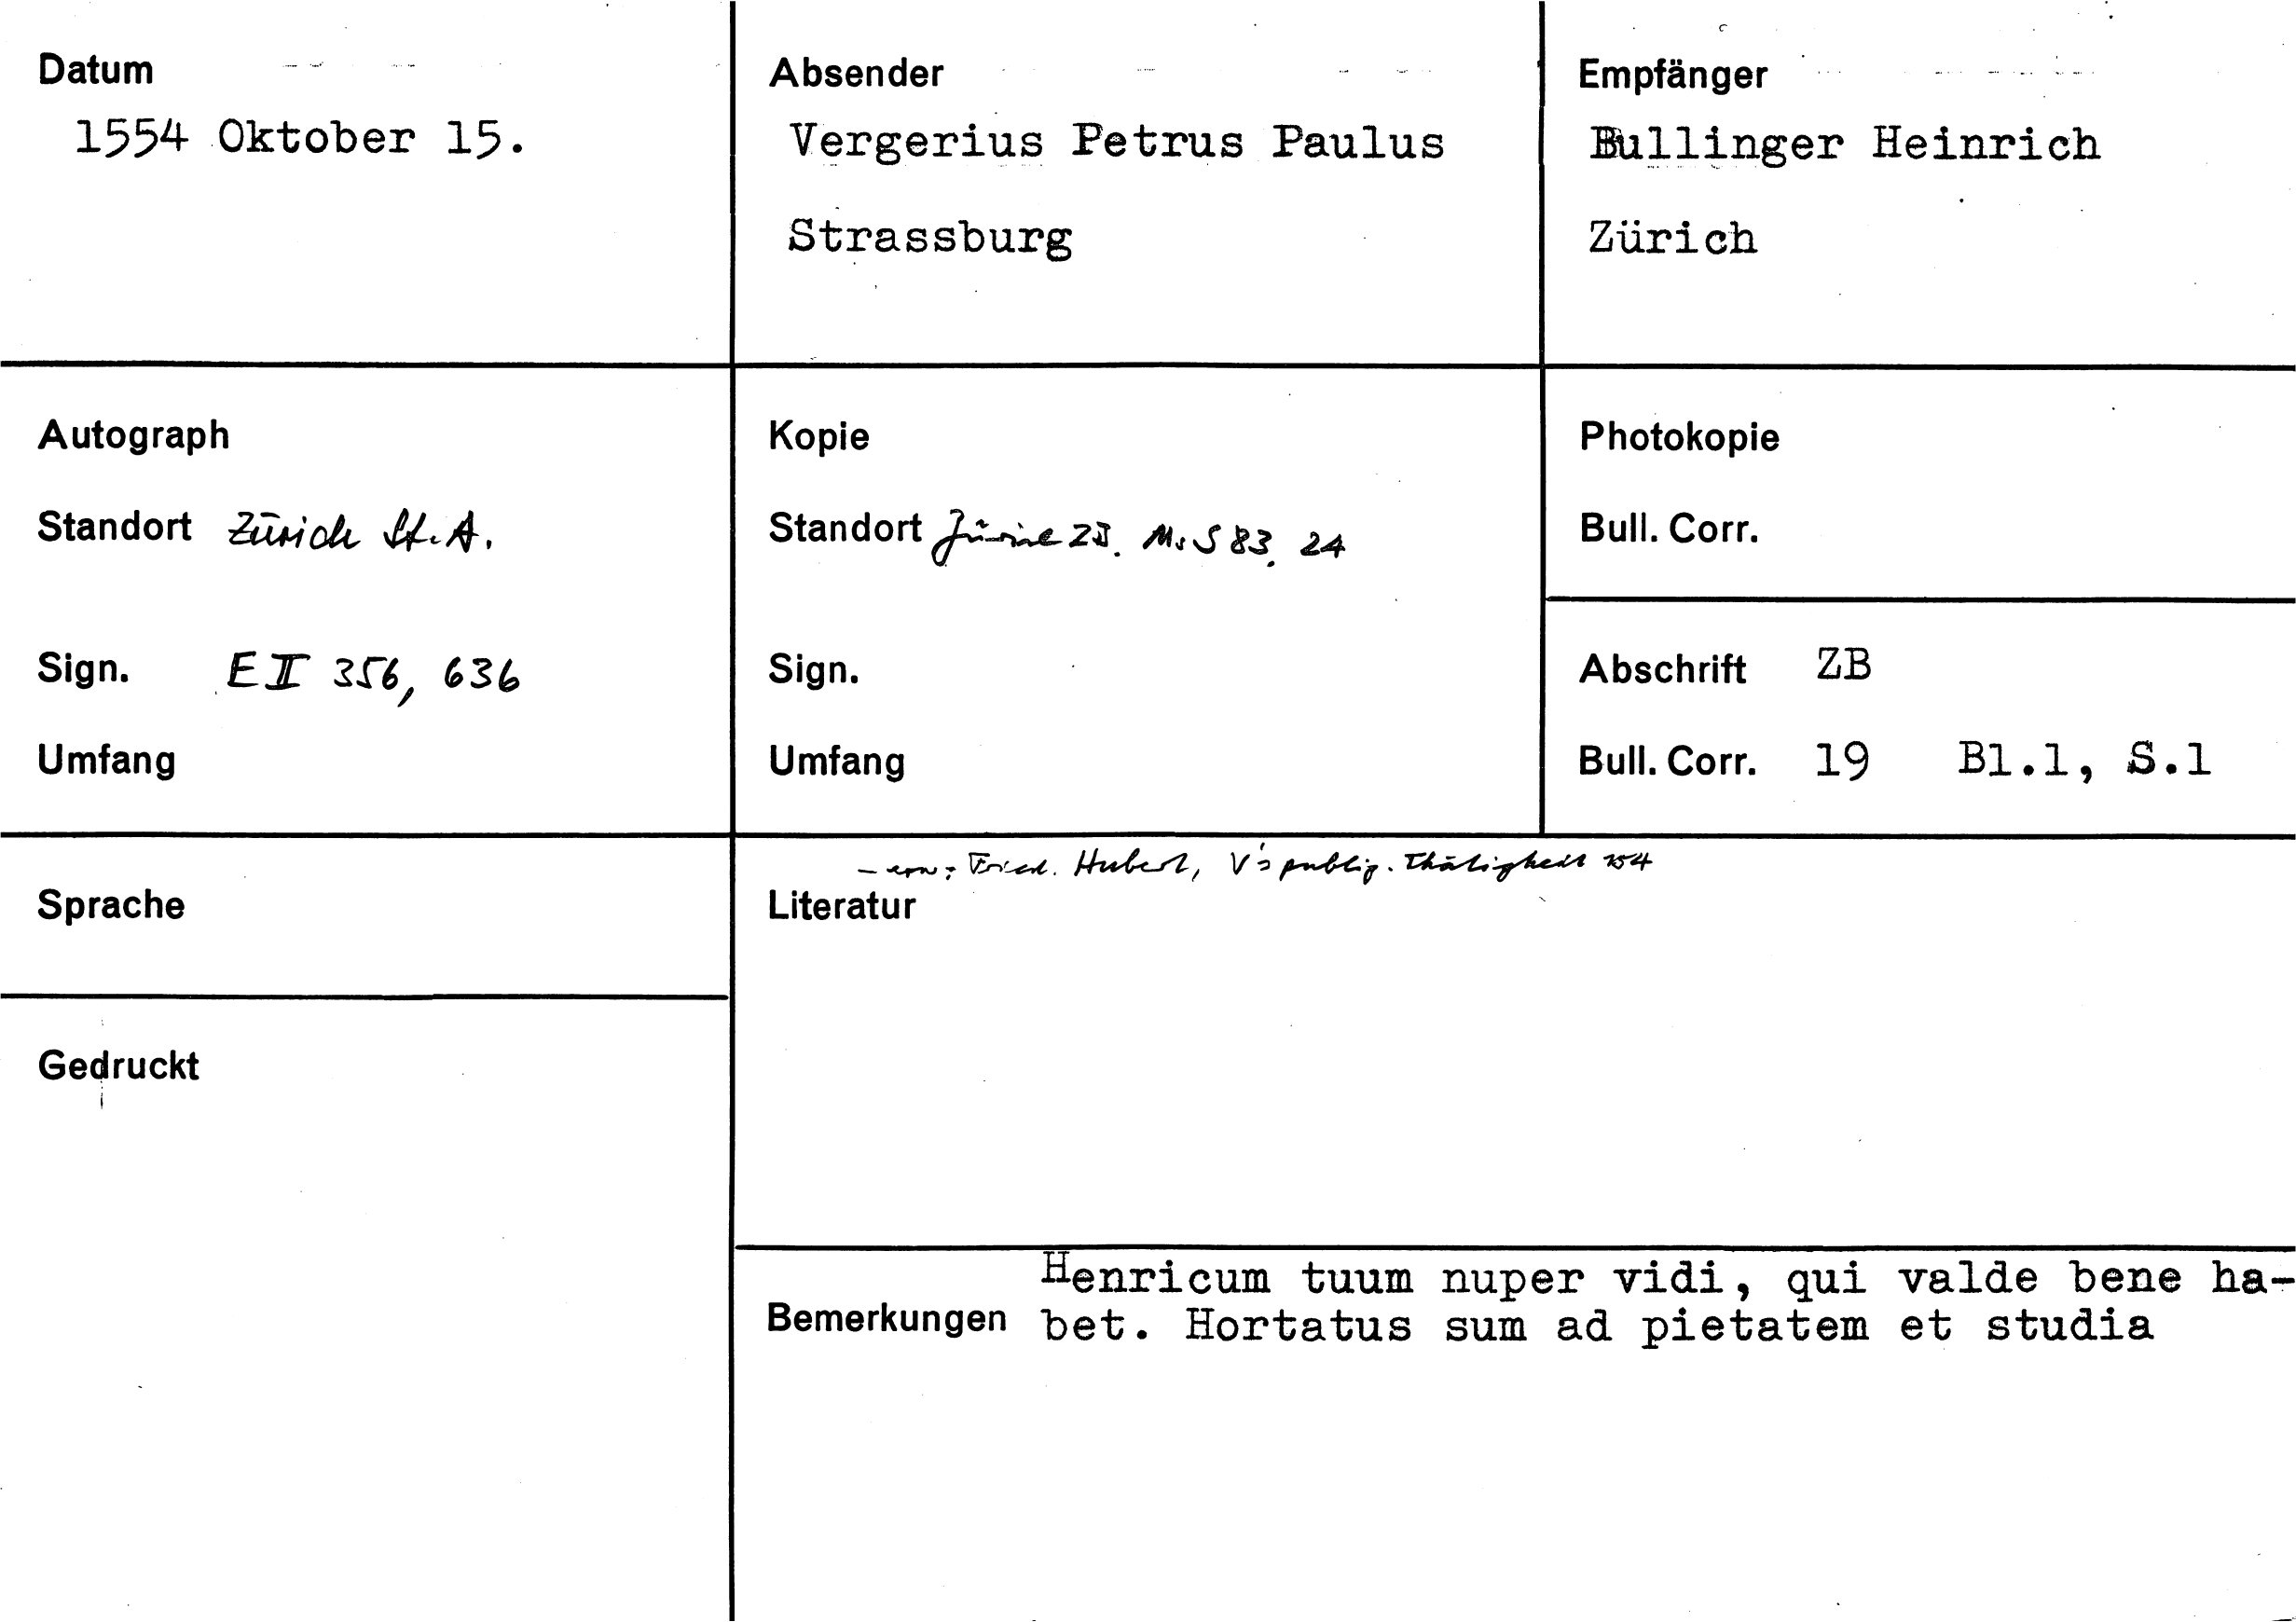 Datum
1554 Oktober 15.
Absender
Vergerius Petrus Paulus
Strassburg
Empfänger
Bullinger Heinrich
Zürich
Autograph
Standort Zürich St.A.
Sign. E II 356, 636
Umfang
Kopie
Standort Zürich ZB. Ms S 83, 24
Sign.
Umfang
Photokopie
Bull. Corr.
Abschrift ZB
Bull. Corr. 19 Bl.1, S.1
Sprache
Gedruckt
Fried. Hubert, V's publiz. Thätigkeit 154
Literatur
Henricum tuum nuper vidi, qui valde bene ha-
Bemerkungen bet. Hortatus sum ad pietatem et studia